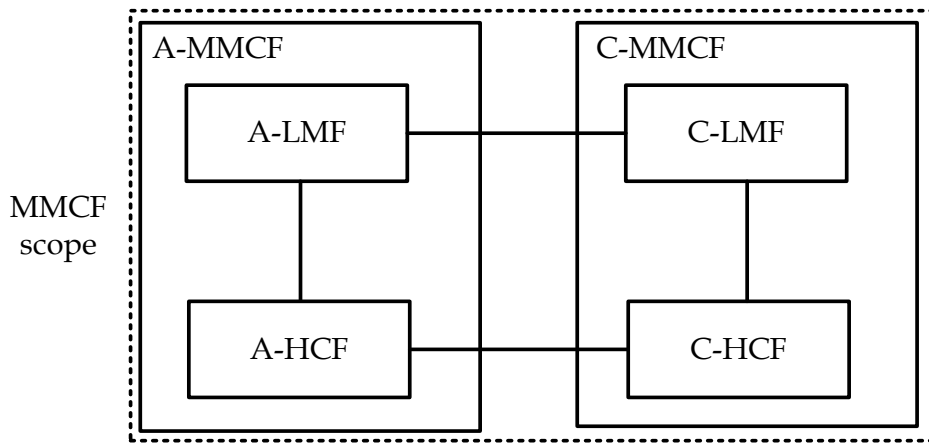 A-MMCF
C-MMCF
A-LMF
C-LMF
MMCF
scope
A-HCF
C-HCF